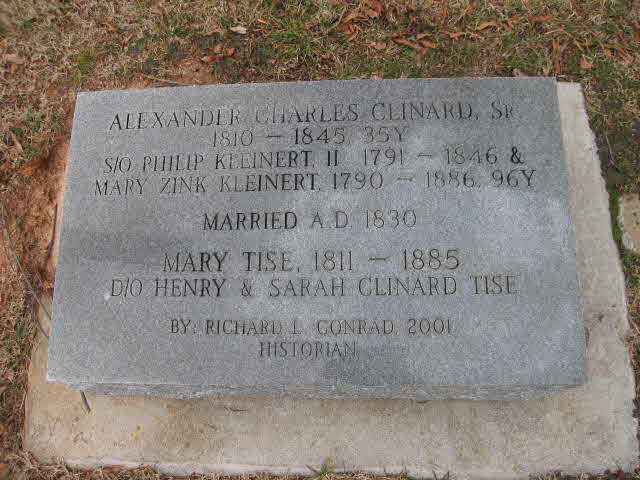 ALEXANDER CHARLES CLINARD, SR
1810 – 1845, 35Y
S/O PHILIP KLEINERT, II 1791 – 1846 &
MARY ZINK KLEINERT, 1790 – 1886, 96Y
MARRIED A.D. 1830
MARY TISE, 1811 – 1885
D/O HENRY & SARAH CLINARD TISE
BY: RICHARD L. CONRAD, 2001
HISTORIAN